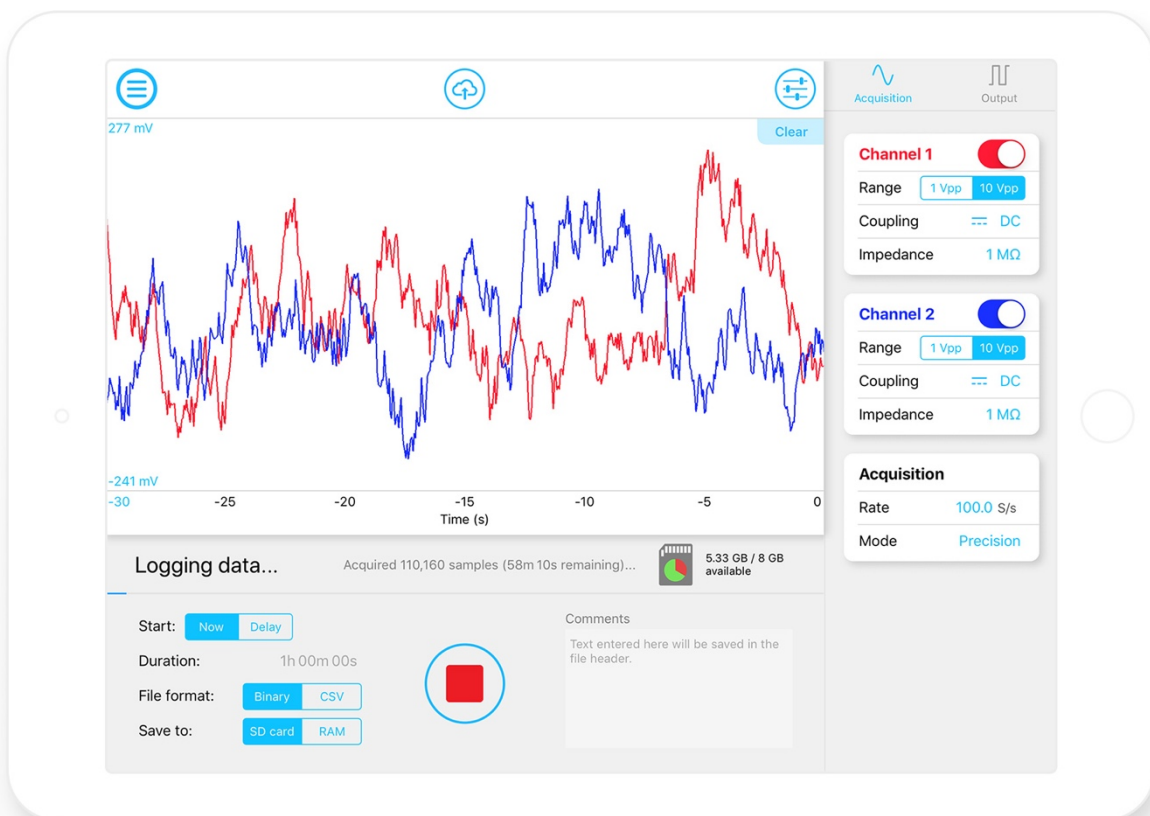 Acquisition
Output
277 mV
Clear
-241 mV
-30 -25 -20 -15 -10 -5 0
Time (s)
Channel 1
Range 1 Vpp 10 Vpp
Coupling DC
Impedance 1 MΩ
Channel 2
Range 1 Vpp 10 Vpp
Coupling DC
Impedance 1 MΩ
Acquisition
Rate 100.0 S/s
Mode Precision
Logging data...
Acquired 110,160 samples (58m 10s remaining)...
5.33 GB / 8 GB
available
Start: Now Delay
Duration: 1h 00m 00s
File format: Binary CSV
Save to: SD card RAM
Comments
Text entered here will be saved in the
file header.